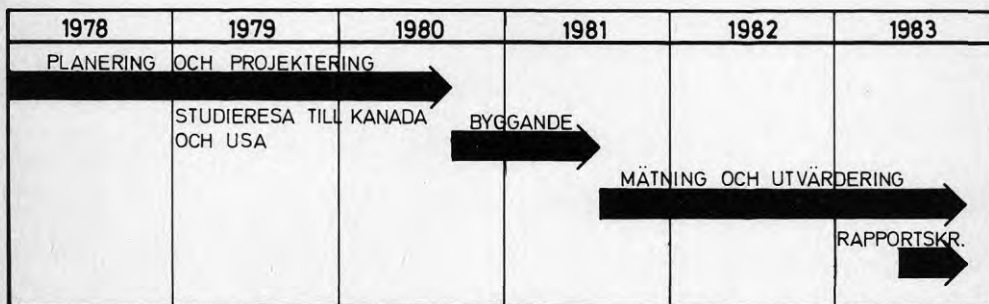 1978 1979 1980 1981 1982 1983
PLANERING OCH PROJEKTERING
STUDIERESA TILL KANADA
OCH USA
BYGGANDE
MÄTNING OCH UTVÄRDERING
RAPPORTSKR.